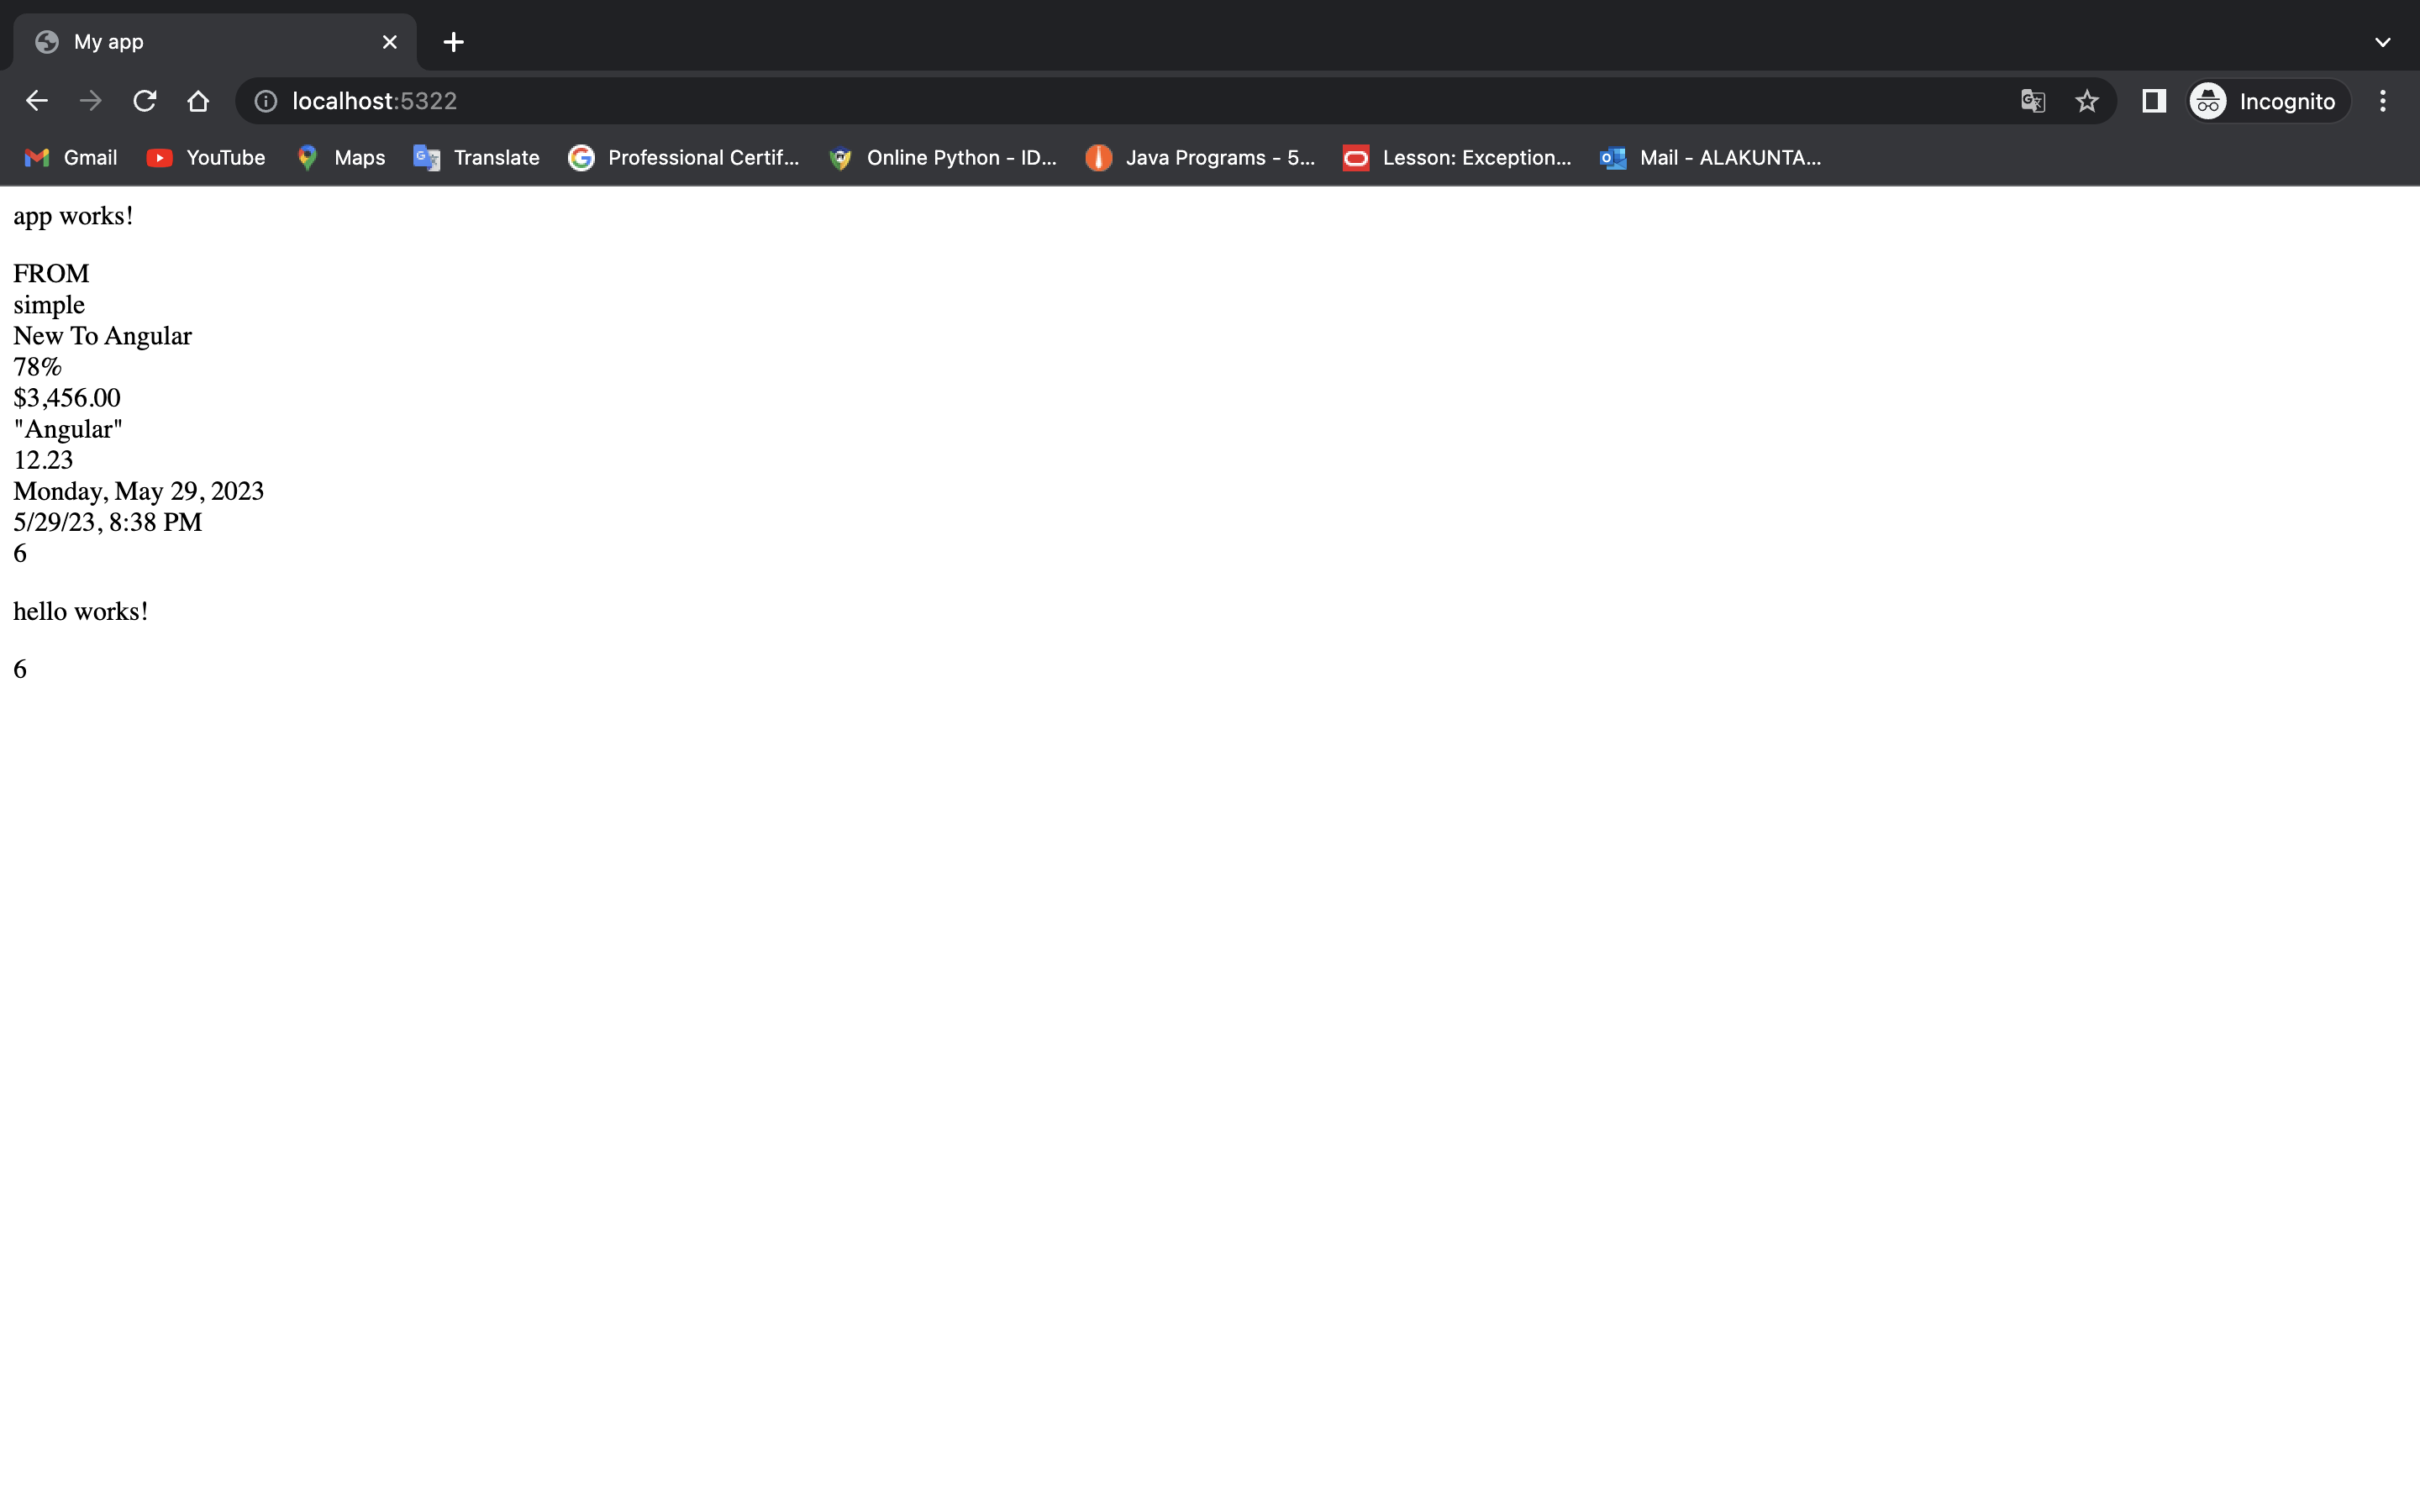 My app
localhost:5322
Incognito
Gmail YouTube Maps Translate Professional Certif... Online Python - ID... Java Programs - 5... Lesson: Exception... Mail - ALAKUNTA...
app works!
FROM
simple
New To Angular
78%
$3,456.00
"Angular"
12.23
Monday, May 29, 2023
5/29/23, 8:38 PM
6
hello works!
6